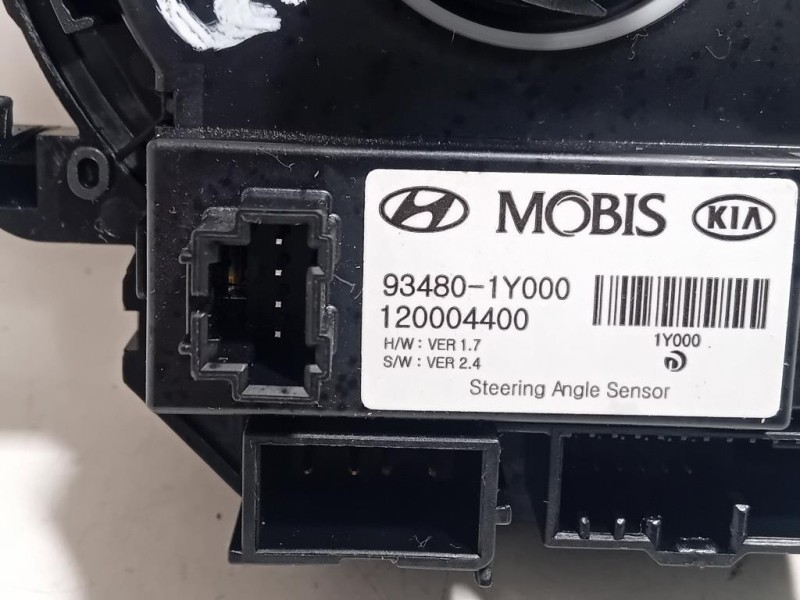 MOBIS KIA
93480-1Y000
120004400
H/W : VER 1.7
S/W : VER 2.4
1Y000
Steering Angle Sensor